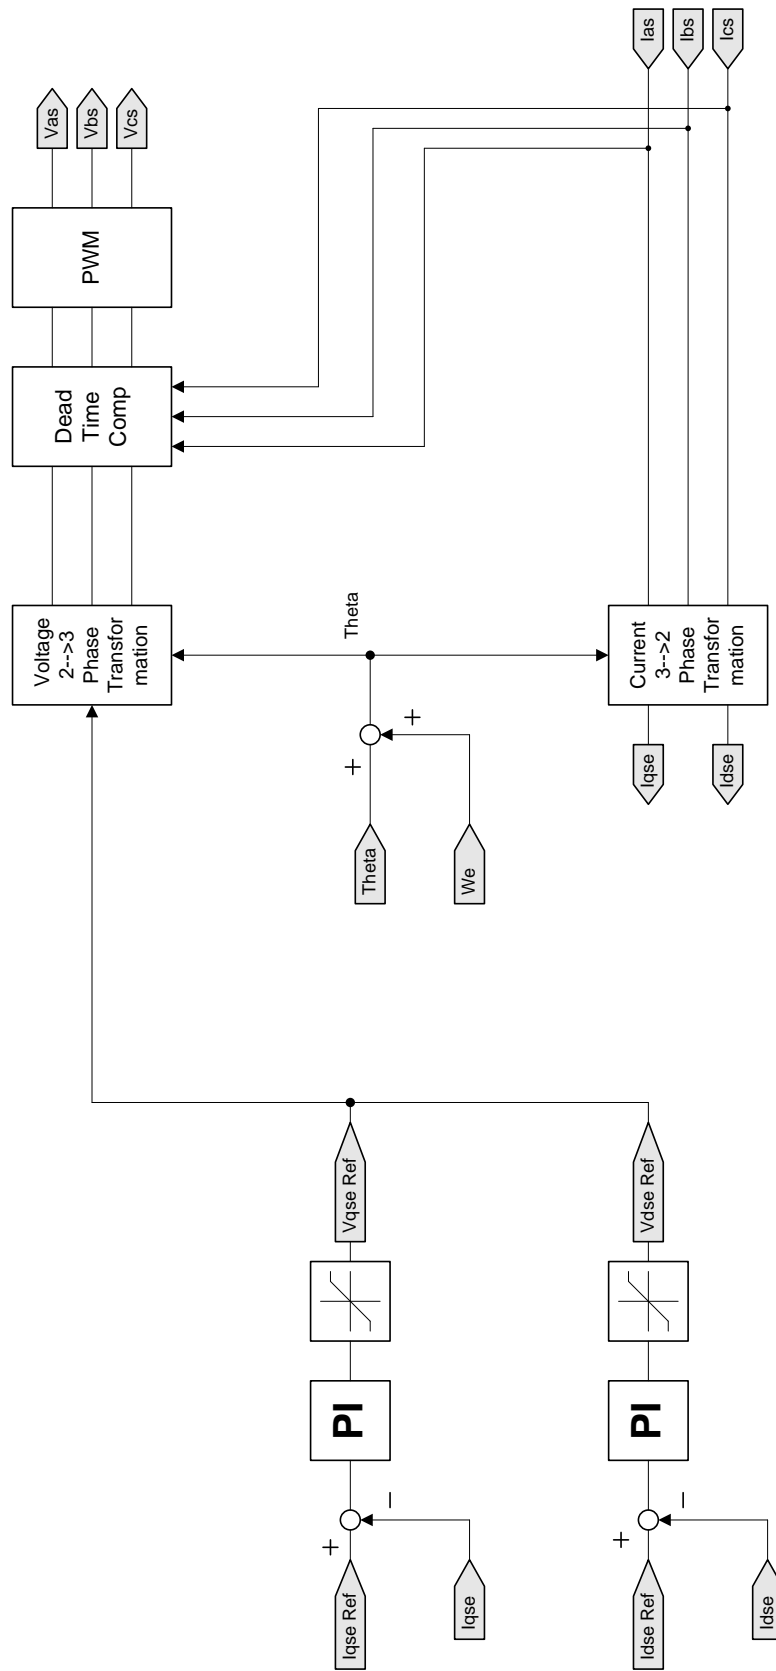 Iqse Ref
+
−
Iqse
PI
Vqse Ref
Idse Ref
+
−
Idse
PI
Vdse Ref
Theta
+
+
We
Theta
Voltage
2-->3
Phase
Transfor
mation
Dead
Time
Comp
PWM
Vas
Vbs
Vcs
Current
3-->2
Phase
Transfor
mation
Iqse
Idse
Ias
Ibs
Ics